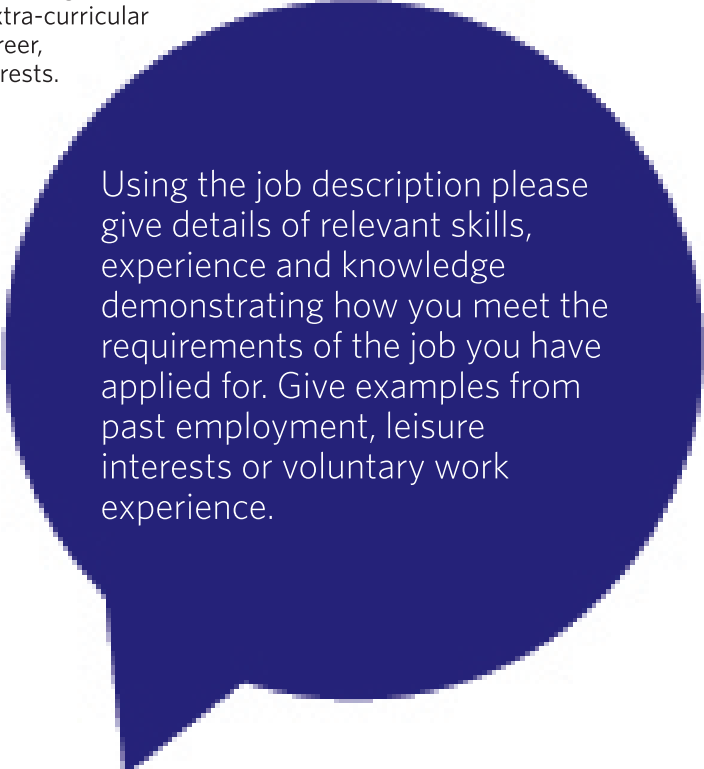 xtra-curricular
reer,
rests.
Using the job description please
give details of relevant skills,
experience and knowledge
demonstrating how you meet the
requirements of the job you have
applied for. Give examples from
past employment, leisure
interests or voluntary work
experience.